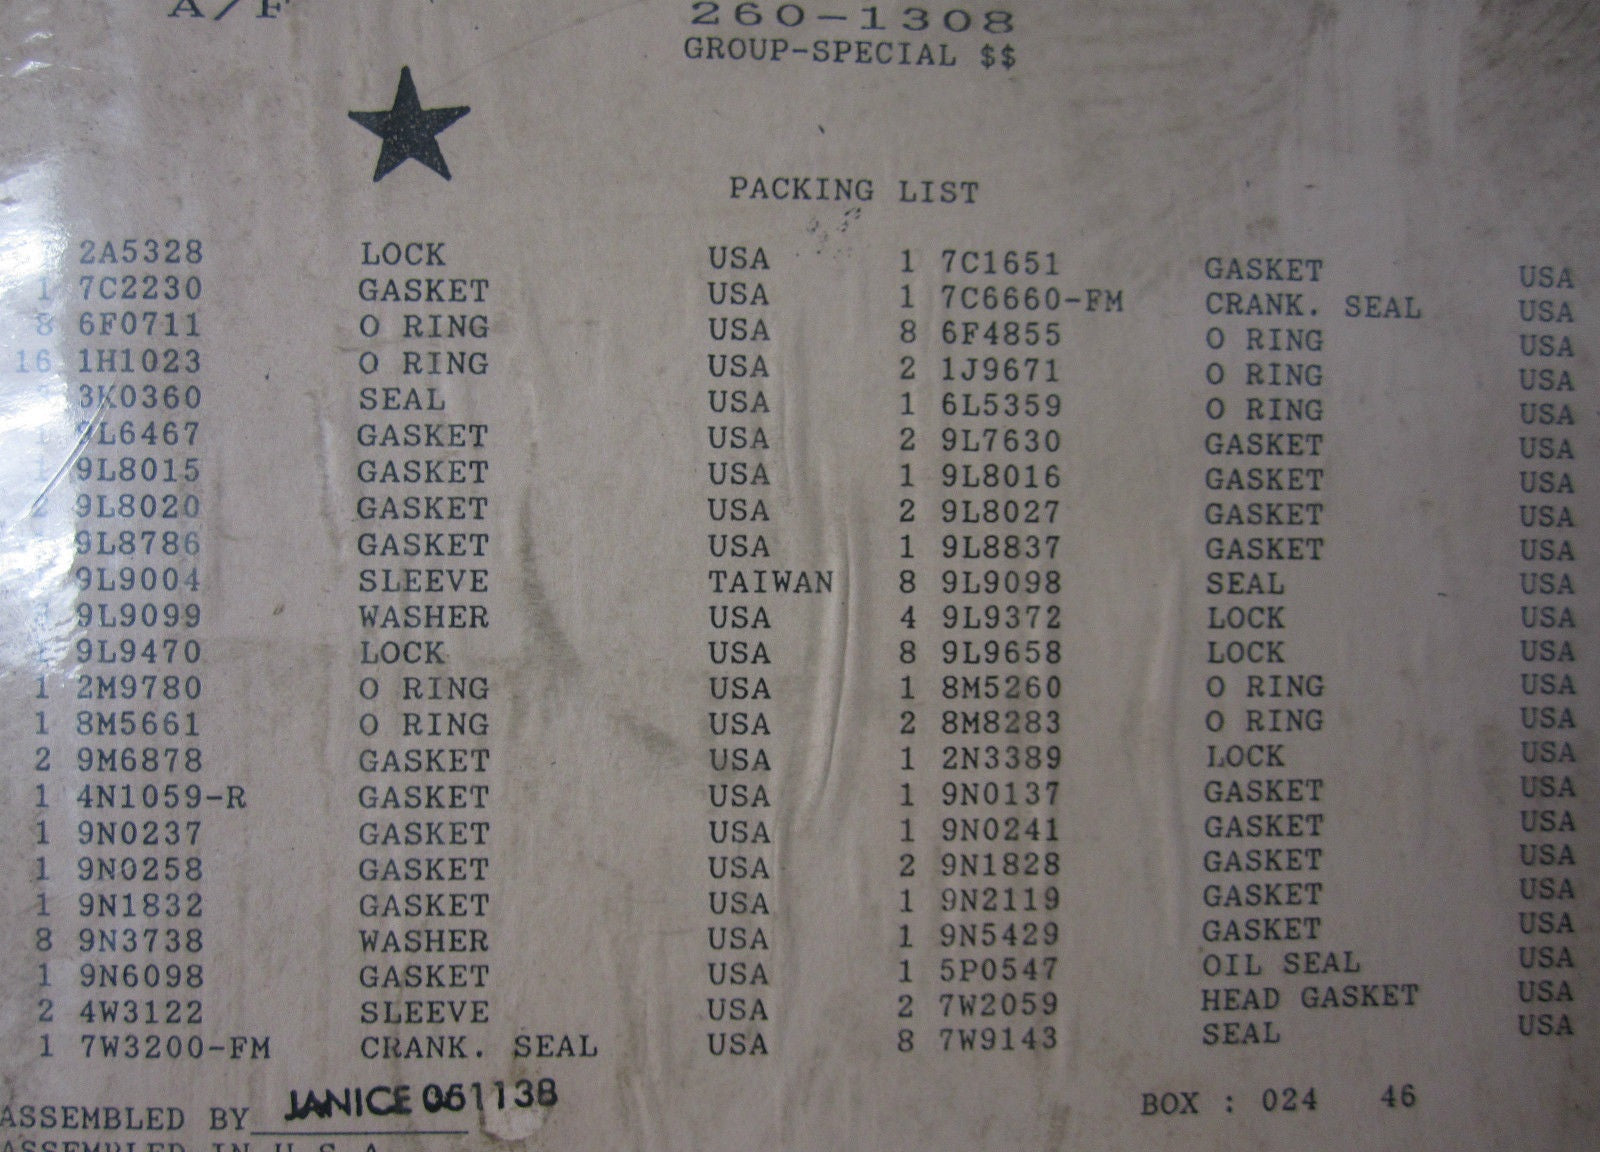 A/F 260-1308
GROUP-SPECIAL $$
PACKING LIST
2A5328 LOCK USA 1 7C1651 GASKET USA
1 7C2230 GASKET USA 1 7C6660-FM CRANK. SEAL USA
8 6F0711 O RING USA 8 6F4855 O RING USA
16 1H1023 O RING USA 2 1J9671 O RING USA
3K0360 SEAL USA 1 6L5359 O RING USA
9L6467 GASKET USA 2 9L7630 GASKET USA
1 9L8015 GASKET USA 1 9L8016 GASKET USA
2 9L8020 GASKET USA 2 9L8027 GASKET USA
9L8786 GASKET USA 1 9L8837 GASKET USA
9L9004 SLEEVE TAIWAN 8 9L9098 SEAL USA
9L9099 WASHER USA 4 9L9372 LOCK USA
9L9470 LOCK USA 8 9L9658 LOCK USA
1 2M9780 O RING USA 1 8M5260 O RING USA
1 8M5661 O RING USA 2 8M8283 O RING USA
2 9M6878 GASKET USA 1 2N3389 LOCK USA
1 4N1059-R GASKET USA 1 9N0137 GASKET USA
1 9N0237 GASKET USA 1 9N0241 GASKET USA
1 9N0258 GASKET USA 2 9N1828 GASKET USA
1 9N1832 GASKET USA 1 9N2119 GASKET USA
8 9N3738 WASHER USA 1 9N5429 GASKET USA
1 9N6098 GASKET USA 1 5P0547 OIL SEAL USA
2 4W3122 SLEEVE USA 2 7W2059 HEAD GASKET USA
1 7W3200-FM CRANK. SEAL USA 8 7W9143 SEAL USA
ASSEMBLED BY JANICE 061138 BOX : 024 46
ASSEMBLED IN U.S.A.